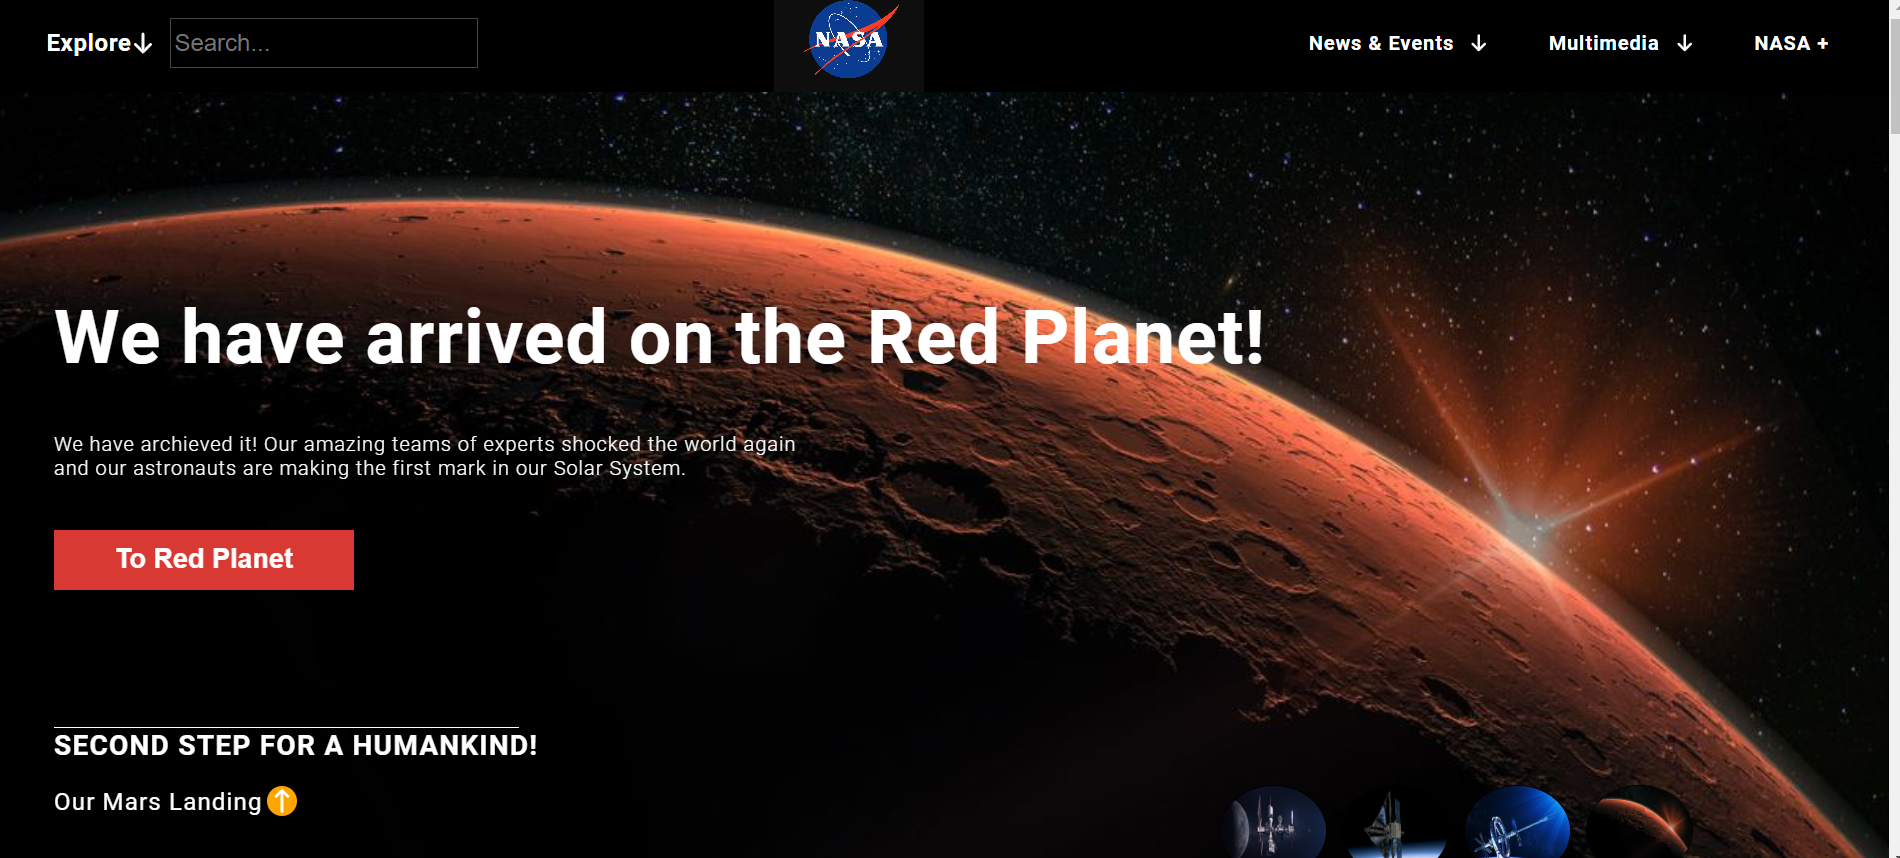 Explore
Search...
NASA
News & Events
Multimedia
NASA +
We have arrived on the Red Planet!
We have archieved it! Our amazing teams of experts shocked the world again
and our astronauts are making the first mark in our Solar System.
To Red Planet
SECOND STEP FOR A HUMANKIND!
Our Mars Landing